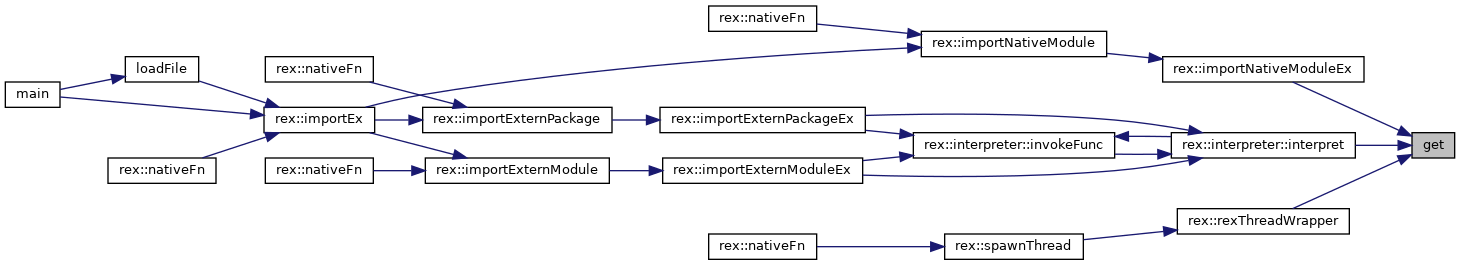 main
loadFile
rex::nativeFn
rex::importEx
rex::nativeFn
rex::nativeFn
rex::importExternPackage
rex::importExternModule
rex::nativeFn
rex::importNativeModule
rex::importExternPackageEx
rex::interpreter::invokeFunc
rex::importExternModuleEx
rex::nativeFn
rex::spawnThread
rex::importNativeModuleEx
rex::interpreter::interpret
rex::rexThreadWrapper
get